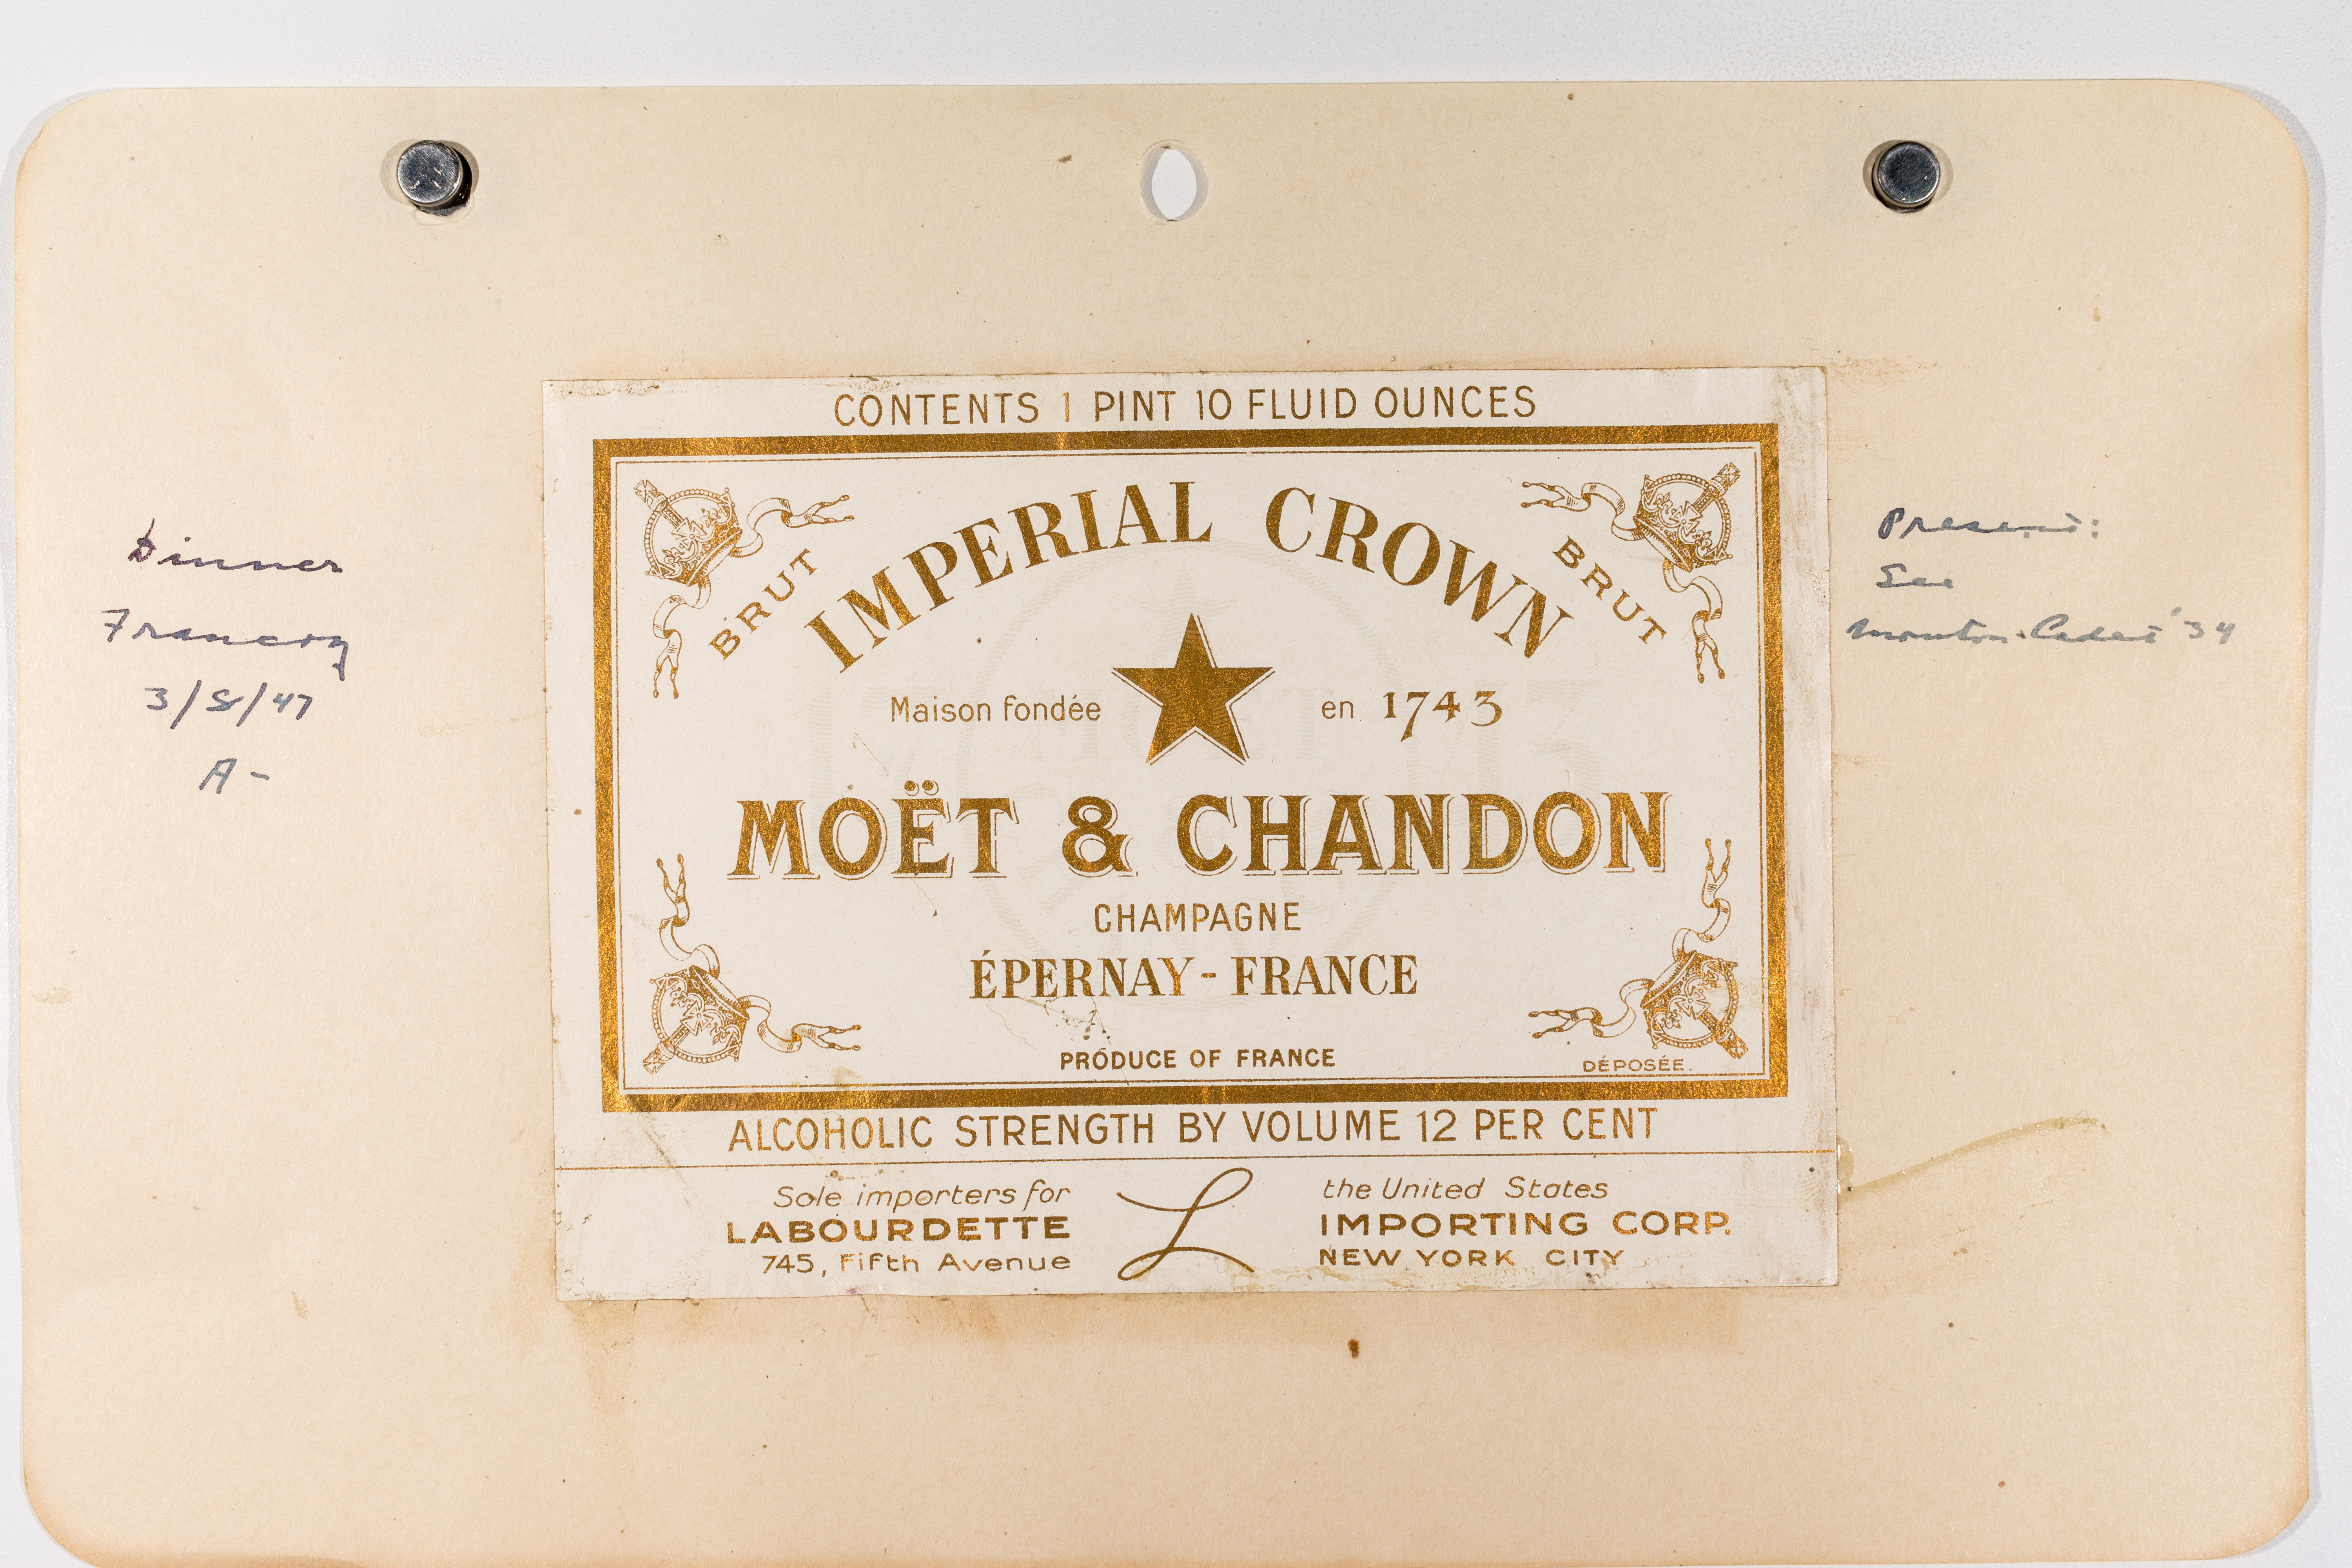 CONTENTS 1 PINT 10 FLUID OUNCES
IMPERIAL CROWN
BRUT
BRUT
Maison fondée en 1743
MOËT & CHANDON
CHAMPAGNE
ÉPERNAY - FRANCE
PRODUCE OF FRANCE
DÉPOSÉE.
ALCOHOLIC STRENGTH BY VOLUME 12 PER CENT
Sole importers for L the United States
LABOURDETTE IMPORTING CORP.
745, Fifth Avenue NEW YORK CITY
Dinner
3/8/47
A-
Present:
See
Mouton-Cadet '34